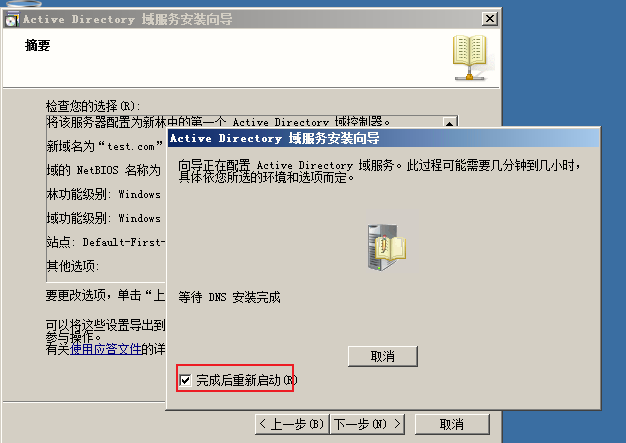 Active Directory 域服务安装向导
摘要
检查您的选择(R):
将该服务器配置为新林中的第一个 Active Directory 域控制器。
新域名为“test.com”
域的 NetBIOS 名称为
林功能级别: Windows
域功能级别: Windows
站点: Default-First-
其他选项:
要更改选项，单击“上
可以将这些设置导出到
参与操作。
有关使用应答文件的详
Active Directory 域服务安装向导
向导正在配置 Active Directory 域服务。此过程可能需要几分钟到几小时，
具体依您所选的环境和选项而定。
等待 DNS 安装完成
取消
完成后重新启动(R)
< 上一步(B)
下一步(N) >
取消